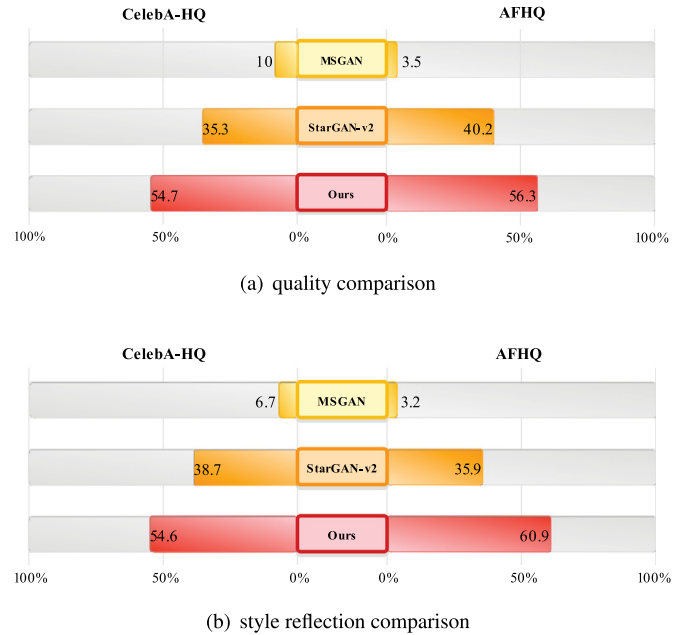 CelebA-HQ AFHQ
10 MSGAN 3.5
35.3 StarGAN-v2 40.2
54.7 Ours 56.3
100% 50% 0% 0% 50% 100%
(a) quality comparison
CelebA-HQ AFHQ
6.7 MSGAN 3.2
38.7 StarGAN-v2 35.9
54.6 Ours 60.9
100% 50% 0% 0% 50% 100%
(b) style reflection comparison